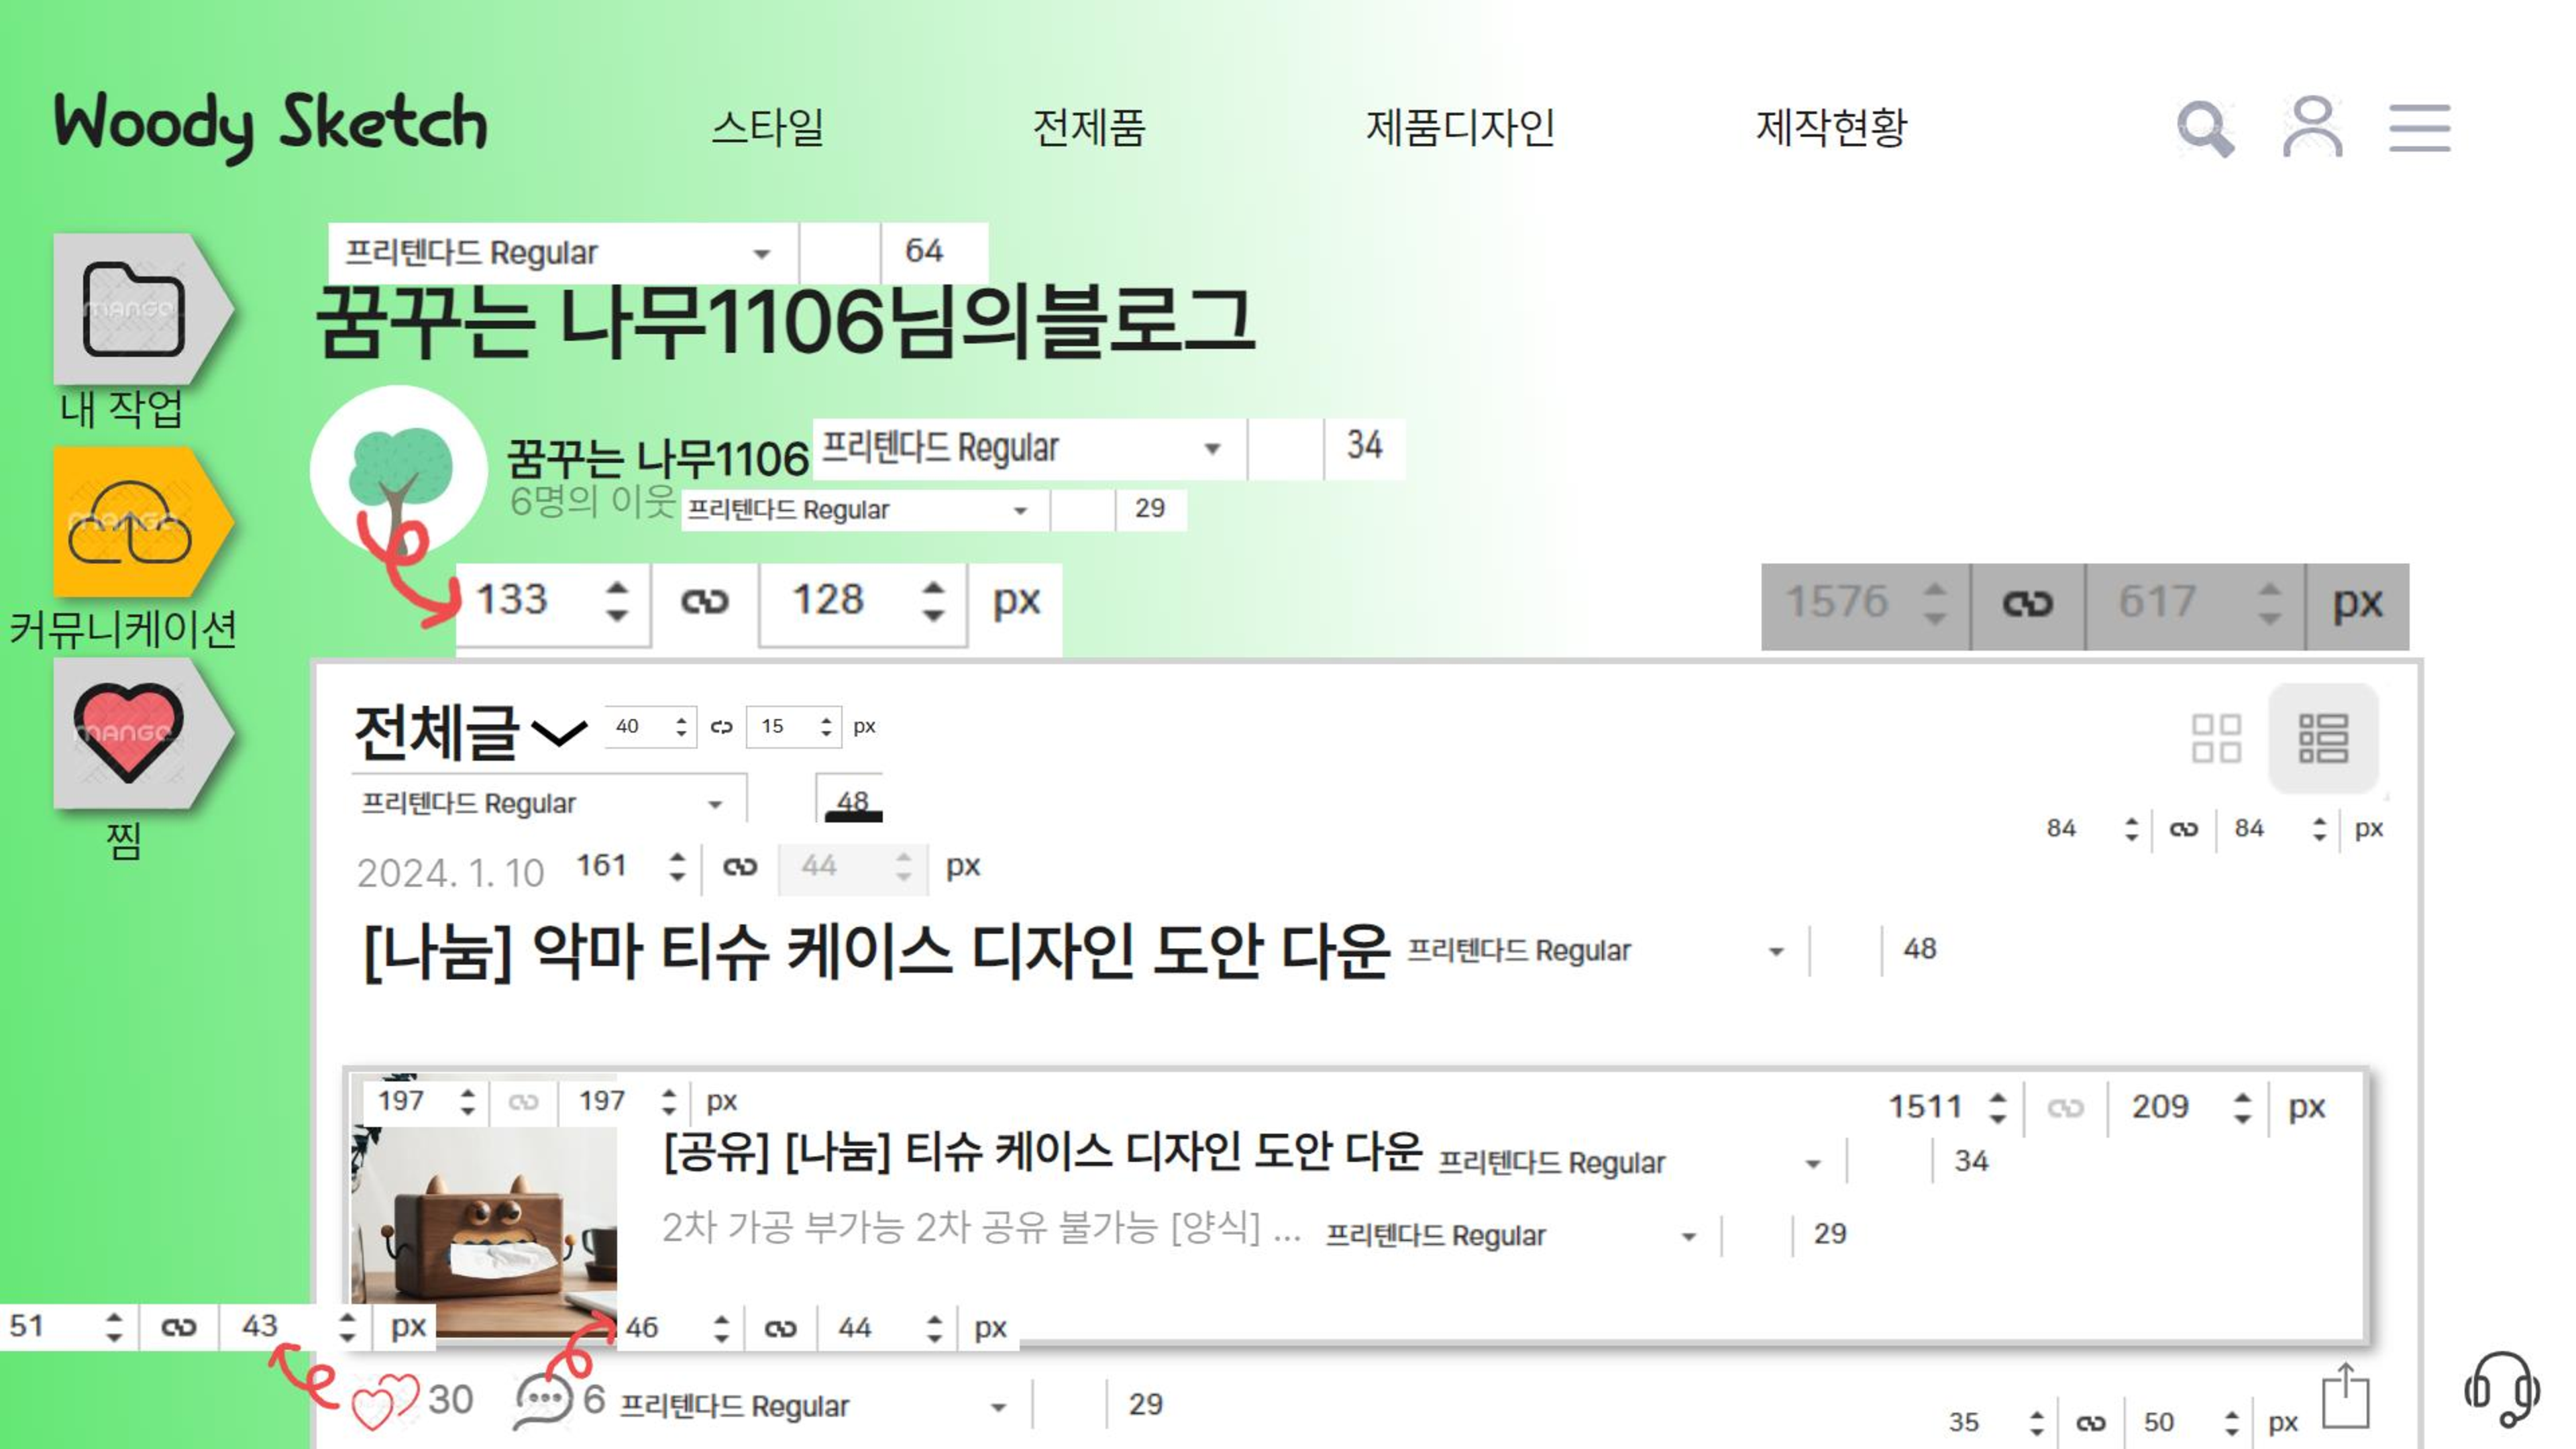 Woody Sketch 스타일 전제품 제품디자인 제작현황
프리텐다드 Regular 64
꿈꾸는 나무1106님의블로그
MANGO
내 작업
꿈꾸는 나무1106 프리텐다드 Regular 34
6명의 이웃 프리텐다드 Regular 29
MANGO
커뮤니케이션
133 128 px
1576 617 px
MANGO
찜
전체글 40 15 px
프리텐다드 Regular 48
84 84 px
2024. 1. 10 161 44 px
[나눔] 악마 티슈 케이스 디자인 도안 다운 프리텐다드 Regular 48
197 197 px
1511 209 px
[공유] [나눔] 티슈 케이스 디자인 도안 다운 프리텐다드 Regular 34
2차 가공 부가능 2차 공유 불가능 [양식] ... 프리텐다드 Regular 29
51 43 px
46 44 px
30 6 프리텐다드 Regular 29
35 50 px